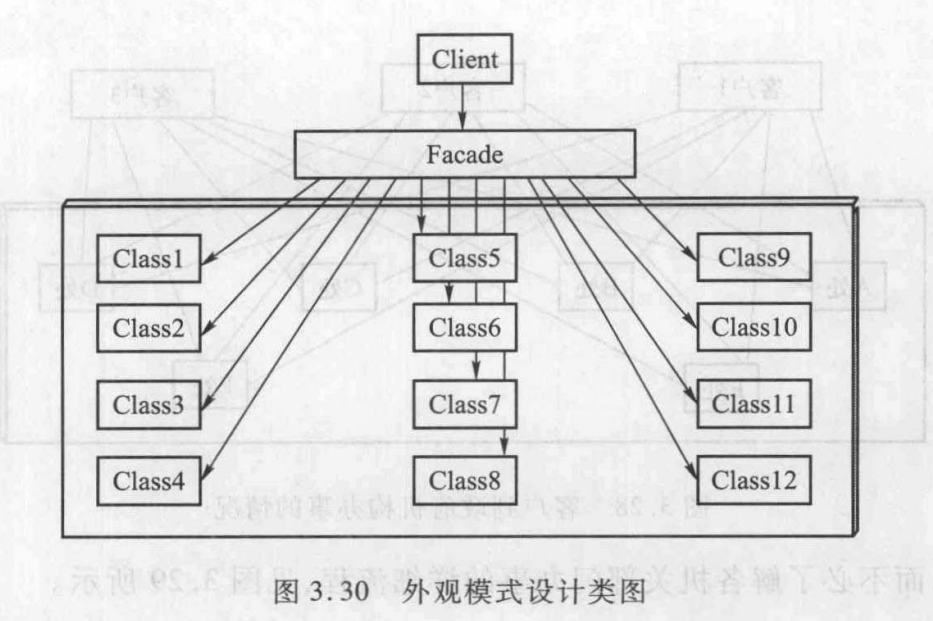 Client
Facade
Class1
Class5
Class9
Class2
Class6
Class10
Class3
Class7
Class11
Class4
Class8
Class12
图 3.30 外观模式设计类图